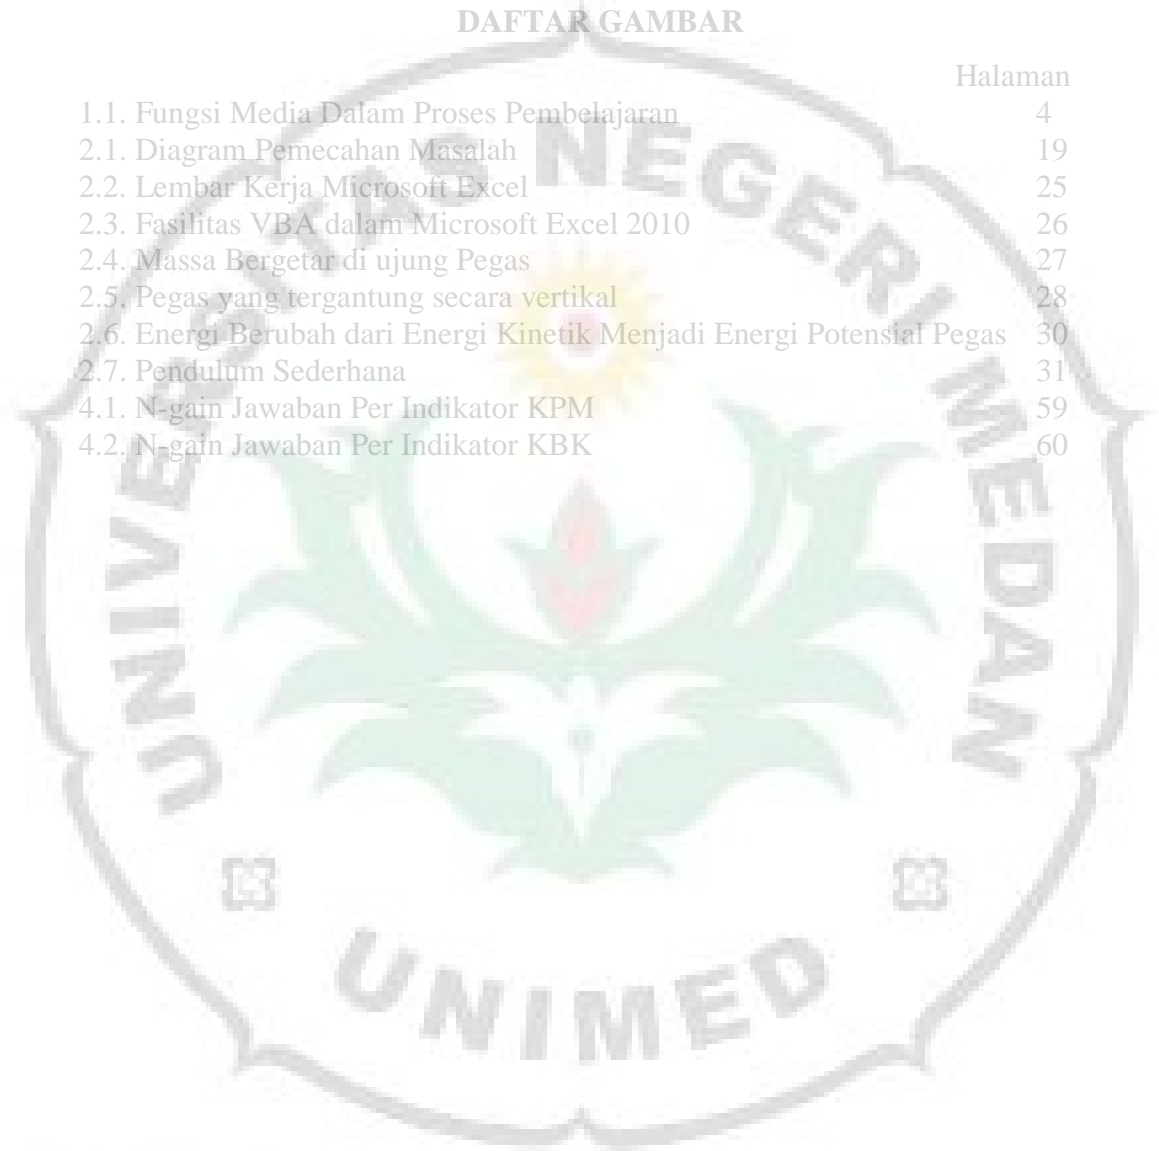 DAFTAR GAMBAR
Halaman
1.1. Fungsi Media Dalam Proses Pembelajaran 4
2.1. Diagram Pemecahan Masalah 19
2.2. Lembar Kerja Microsoft Excel 25
2.3. Fasilitas VBA dalam Microsoft Excel 2010 26
2.4. Massa Bergetar di ujung Pegas 27
2.5. Pegas yang tergantung secara vertikal 28
2.6. Energi Berubah dari Energi Kinetik Menjadi Energi Potensial Pegas 30
2.7. Pendulum Sederhana 31
4.1. N-gain Jawaban Per Indikator KPM 59
4.2. N-gain Jawaban Per Indikator KBK 60
UNIVERSITAS NEGERI MEDAN
UNIMED